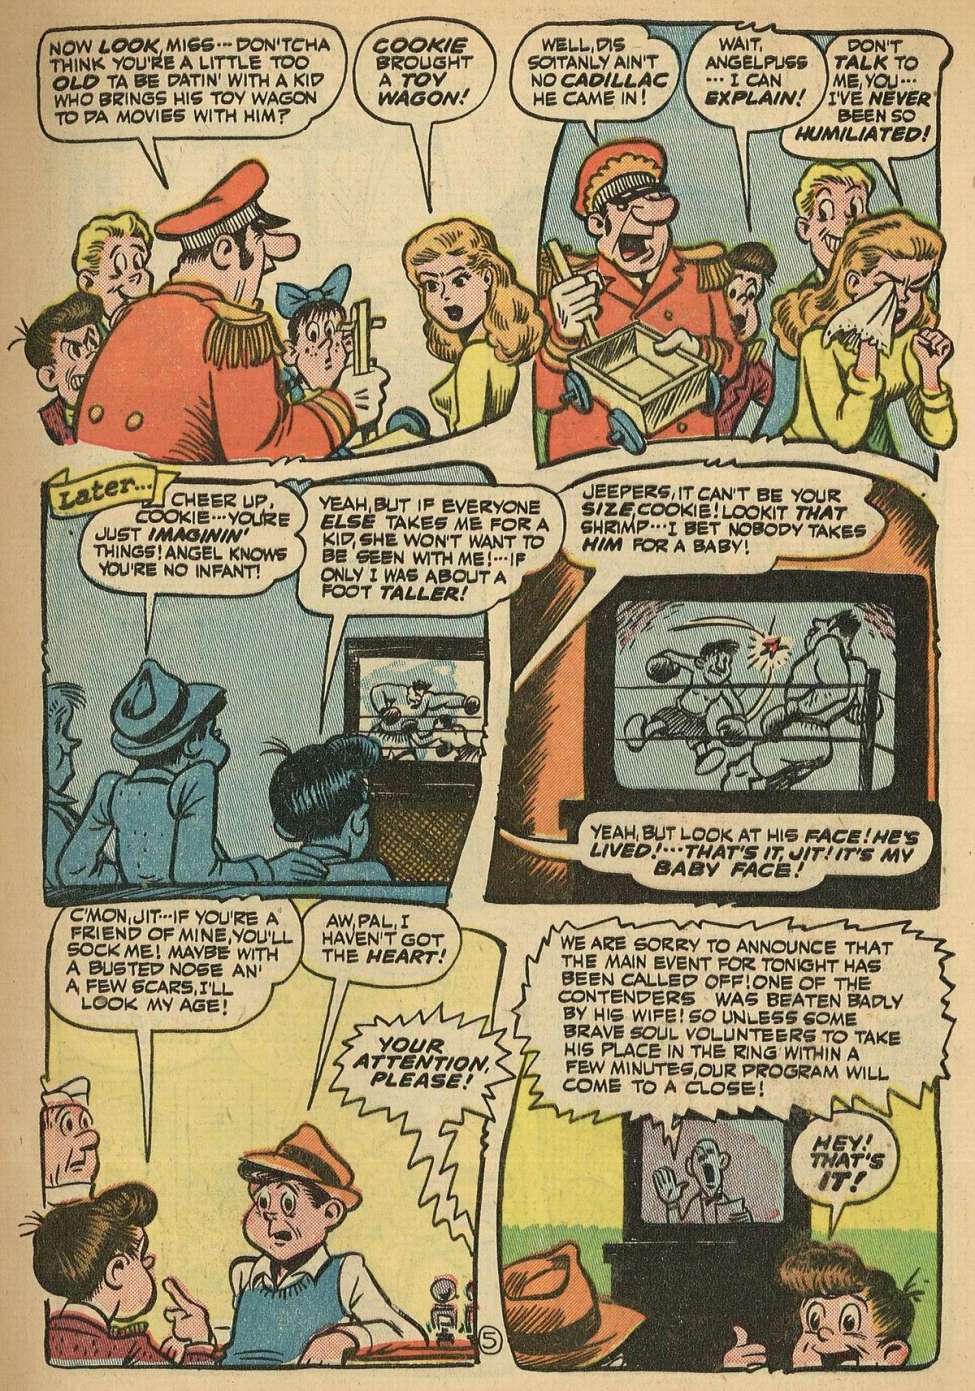 NOW LOOK, MISS--- DON'TCHA
THINK YOU'RE A LITTLE TOO
OLD TA BE DATIN' WITH A KID
WHO BRINGS HIS TOY WAGON
TO DA MOVIES WITH HIM?
COOKIE
BROUGHT
A TOY
WAGON!
WELL, DIS
SOITANLY AIN'T
NO CADILLAC
HE CAME IN!
WAIT,
ANGELPUSS
--- I CAN
EXPLAIN!
DON'T
TALK TO
ME, YOU---
I'VE NEVER
BEEN SO
HUMILIATED!
Later...
CHEER UP,
COOKIE---YOU'RE
JUST IMAGININ'
THINGS! ANGEL KNOWS
YOU'RE NO INFANT!
YEAH, BUT IF EVERYONE
ELSE TAKES ME FOR A
KID, SHE WON'T WANT TO
BE SEEN WITH ME!---IF
ONLY I WAS ABOUT A
FOOT TALLER!
JEEPERS, IT CAN'T BE YOUR
SIZE, COOKIE! LOOKIT THAT
SHRIMP---I BET NOBODY TAKES
HIM FOR A BABY!
YEAH, BUT LOOK AT HIS FACE! HE'S
LIVED!---THAT'S IT, JIT! IT'S MY
BABY FACE!
C'MON, JIT---IF YOU'RE A
FRIEND OF MINE, YOU'LL
SOCK ME! MAYBE WITH
A BUSTED NOSE AN'
A FEW SCARS, I'LL
LOOK MY AGE!
AW, PAL, I
HAVEN'T GOT
THE HEART!
YOUR
ATTENTION,
PLEASE!
WE ARE SORRY TO ANNOUNCE THAT
THE MAIN EVENT FOR TONIGHT HAS
BEEN CALLED OFF! ONE OF THE
CONTENDERS WAS BEATEN BADLY
BY HIS WIFE! SO UNLESS SOME
BRAVE SOUL VOLUNTEERS TO TAKE
HIS PLACE IN THE RING WITHIN A
FEW MINUTES, OUR PROGRAM WILL
COME TO A CLOSE!
HEY!
THAT'S
IT!
5